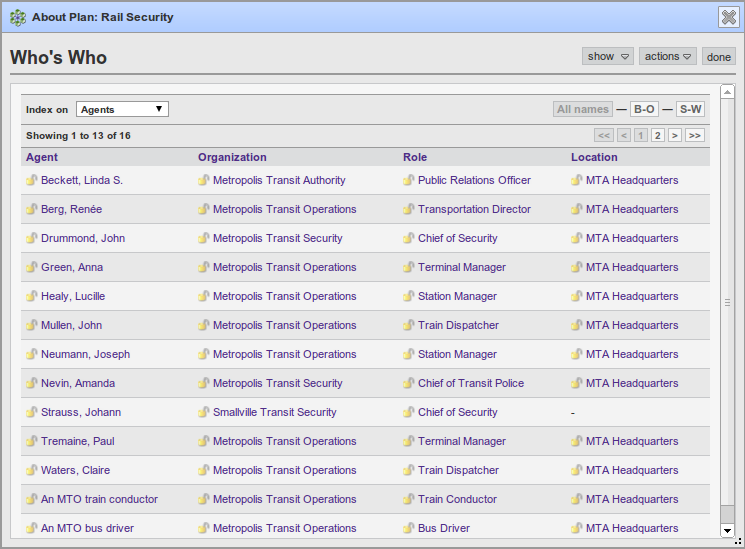 About Plan: Rail Security
Who's Who show actions done
Index on Agents All names — B-O — S-W
Showing 1 to 13 of 16 << < 1 2 > >>
Agent Organization Role Location
Beckett, Linda S. Metropolis Transit Authority Public Relations Officer MTA Headquarters
Berg, Renée Metropolis Transit Operations Transportation Director MTA Headquarters
Drummond, John Metropolis Transit Security Chief of Security MTA Headquarters
Green, Anna Metropolis Transit Operations Terminal Manager MTA Headquarters
Healy, Lucille Metropolis Transit Operations Station Manager MTA Headquarters
Mullen, John Metropolis Transit Operations Train Dispatcher MTA Headquarters
Neumann, Joseph Metropolis Transit Operations Station Manager MTA Headquarters
Nevin, Amanda Metropolis Transit Security Chief of Transit Police MTA Headquarters
Strauss, Johann Smallville Transit Security Chief of Security -
Tremaine, Paul Metropolis Transit Operations Terminal Manager MTA Headquarters
Waters, Claire Metropolis Transit Operations Train Dispatcher MTA Headquarters
An MTO train conductor Metropolis Transit Operations Train Conductor MTA Headquarters
An MTO bus driver Metropolis Transit Operations Bus Driver MTA Headquarters